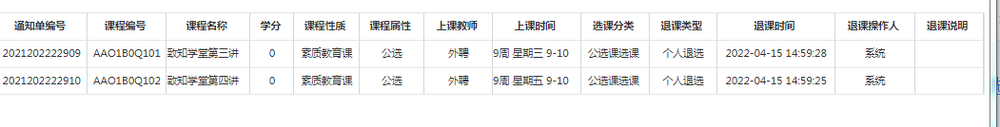 通知单编号 课程编号 课程名称 学分 课程性质 课程属性 上课教师 上课时间 选课分类 退课类型 退课时间 退课操作人 退课说明
2021202222909 AAO1B0Q101 致知学堂第三讲 0 素质教育课 公选 外聘 9周 星期三 9-10 公选课选课 个人退选 2022-04-15 14:59:28 系统
2021202222910 AAO1B0Q102 致知学堂第四讲 0 素质教育课 公选 外聘 9周 星期五 9-10 公选课选课 个人退选 2022-04-15 14:59:25 系统